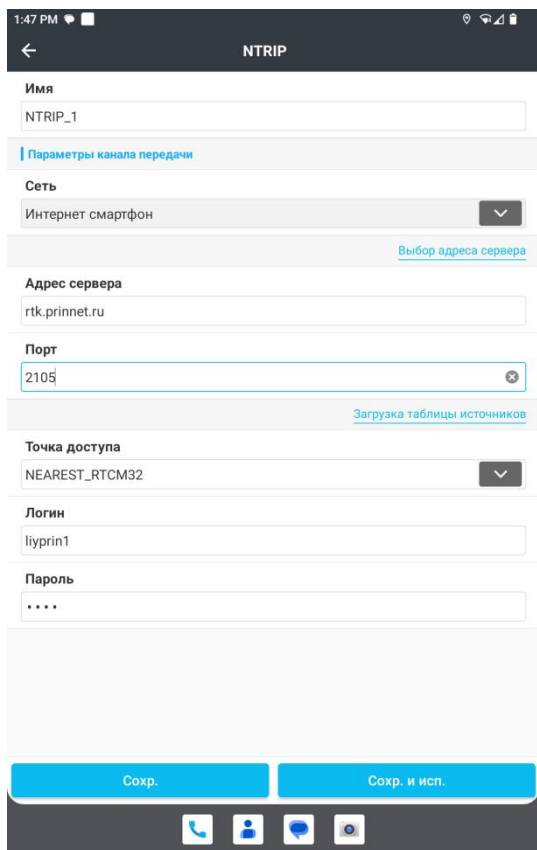 1:47 PM
NTRIP
Имя
NTRIP_1
Параметры канала передачи
Сеть
Интернет смартфон
Выбор адреса сервера
Адрес сервера
rtk.prinnet.ru
Порт
2105
Загрузка таблицы источников
Точка доступа
NEAREST_RTCM32
Логин
liyprin1
Пароль
••••
Сохр.
Сохр. и исп.